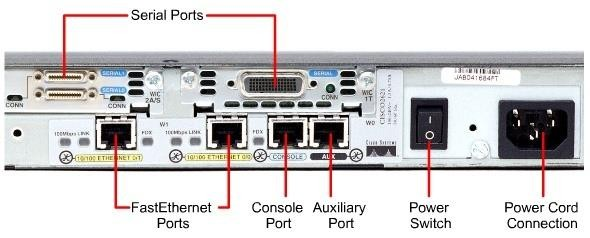 Serial Ports
SERIAL1
SERIAL0
CONN
WIC
2A/S
SERIAL
CONN
WIC
1T
CISCO2621
JAB041684FT
W1
W0
100Mbps LINK
FDX
100Mbps LINK
FDX
10/100 ETHERNET 0/1
10/100 ETHERNET 0/0
CONSOLE
AUX
Cisco Systems
FastEthernet
Ports
Console
Port
Auxiliary
Port
Power
Switch
Power Cord
Connection